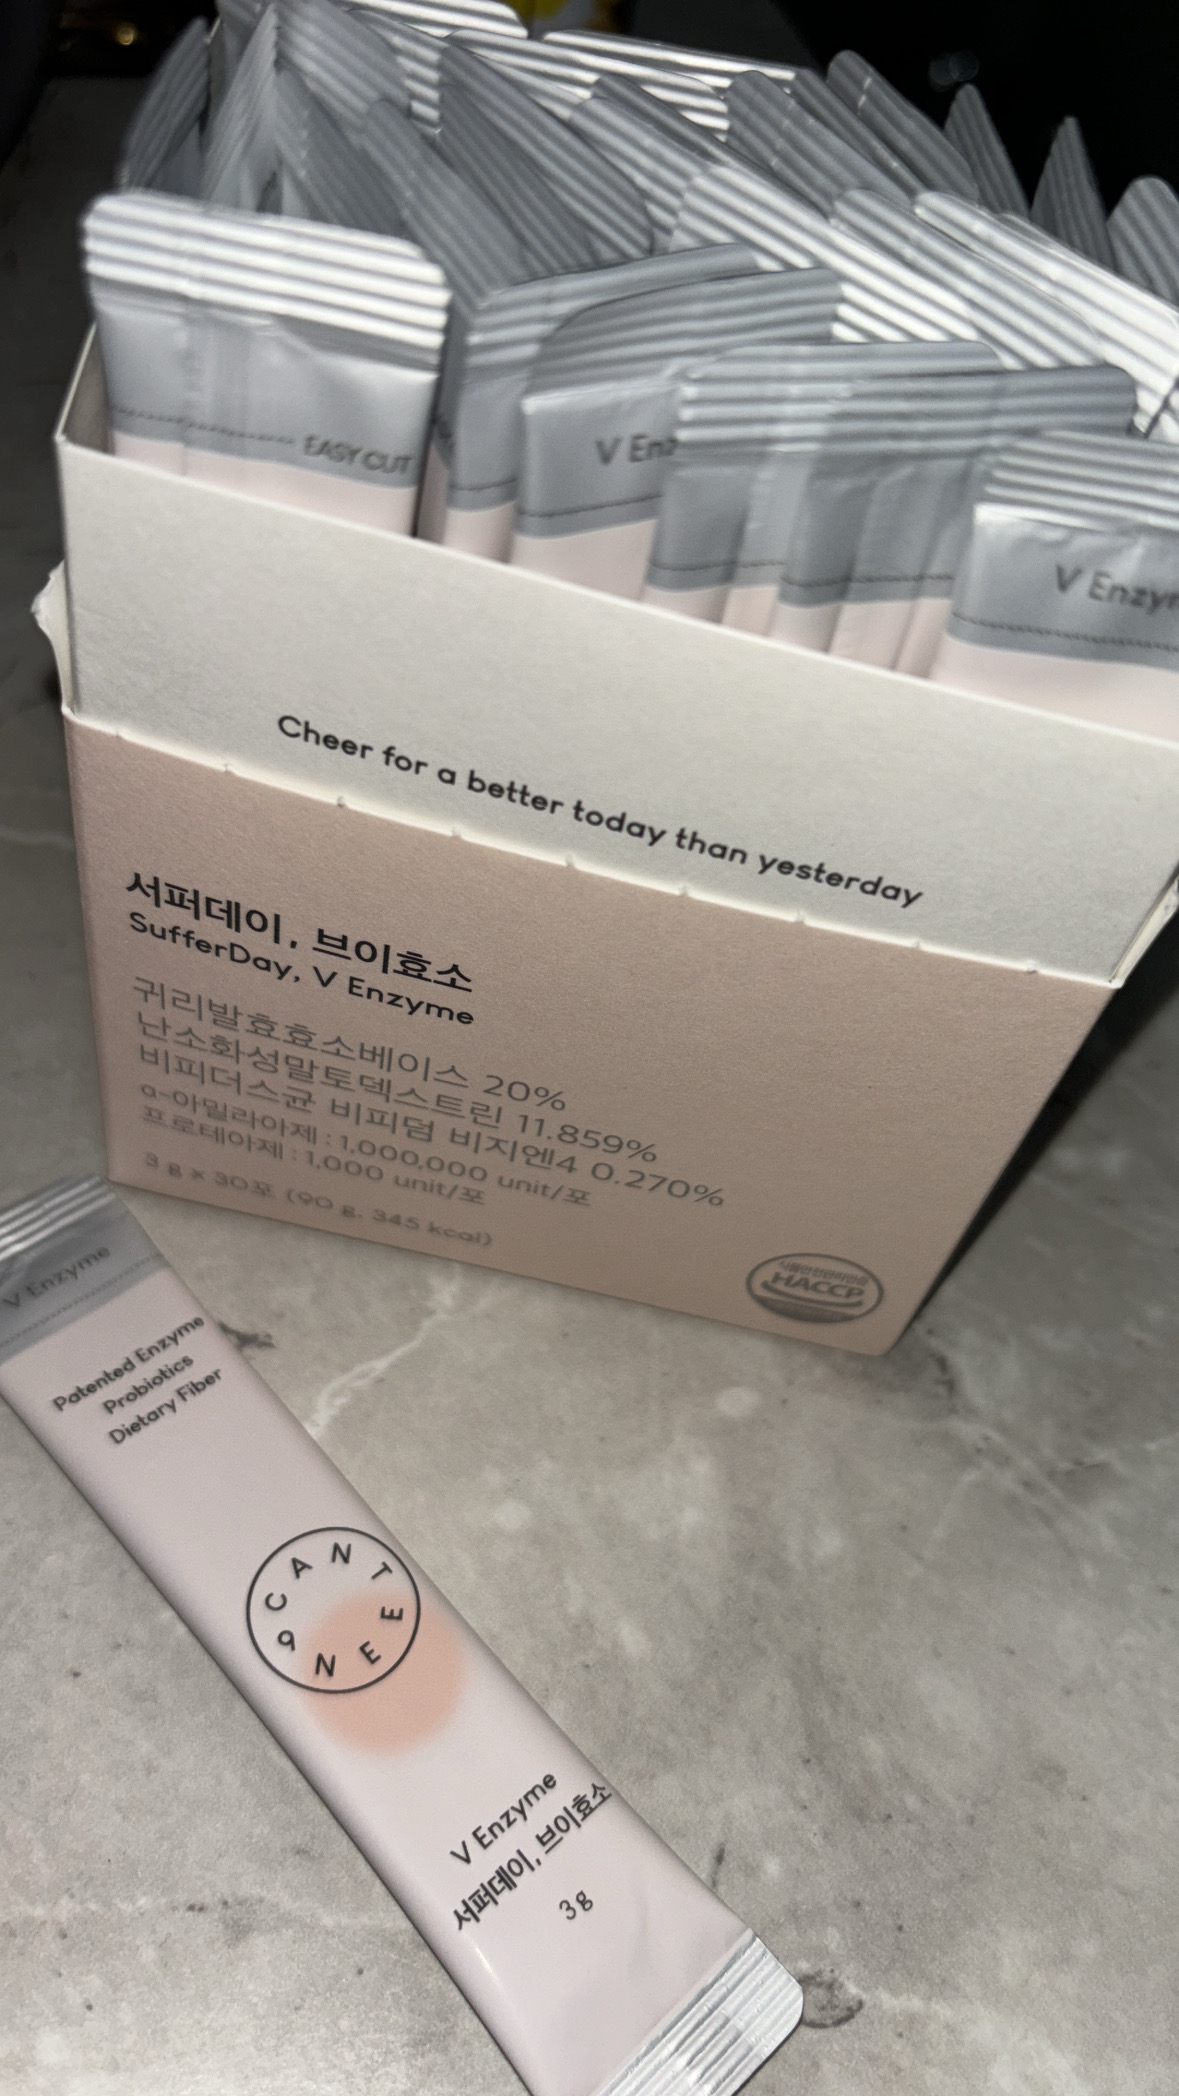 EASY CUT
V Enz
V Enzym
Cheer for a better today than yesterday
서퍼데이, 브이효소
SufferDay, V Enzyme
귀리발효효소베이스 20%
난소화성말토덱스트린 11.859%
비피더스균 비피덤 비지엔4 0.270%
α-아밀라아제 : 1,000,000 unit/포
프로테아제 : 1,000 unit/포
3 g x 30포 (90 g, 345 kcal)
HACCP
V Enzyme
Patented Enzyme
Probiotics
Dietary Fiber
9CANTEEN
V Enzyme
서퍼데이, 브이효소
3 g